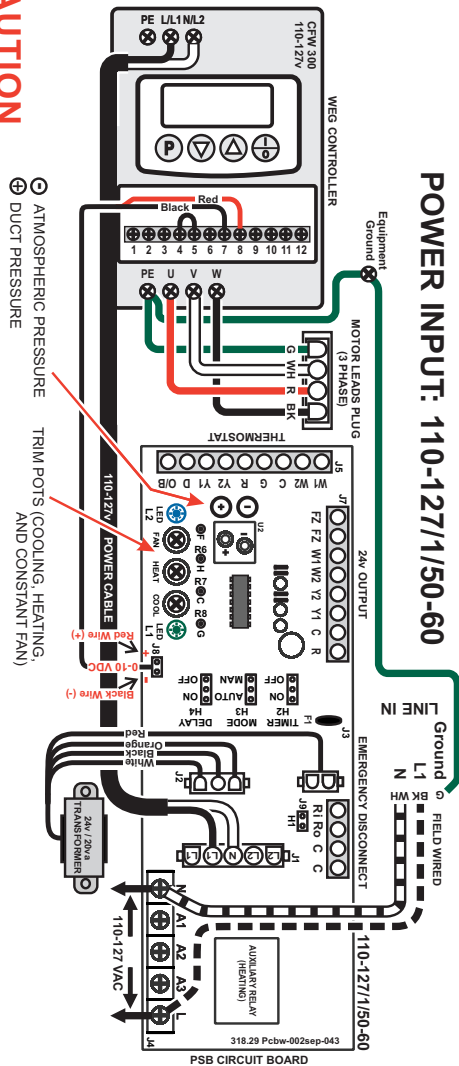 POWER INPUT: 110-127/1/50-60
AUTION
WEG CONTROLLER
CFW 300
110-127v
PE L/L1 N/L2
P
I
0
Red
Black
1 2 3 4 5 6 7 8 9 10 11 12
PE U V W
Equipment
Ground
MOTOR LEADS PLUG
(3 PHASE)
G WH R BK
⊖ ATMOSPHERIC PRESSURE
⊕ DUCT PRESSURE
TRIM POTS (COOLING, HEATING,
AND CONSTANT FAN)
110-127v POWER CABLE
THERMOSTAT
J5
O/B D Y1 Y2 R G C W2 W1
J7
24v OUTPUT
FZ FZ W1 W2 Y2 Y1 C R
U2
LED
L2
FAN
HEAT
COOL
LED
L1
F
R6
H
R7
C
R8
G
J8
+ -
0-10 VDC
Red Wire (+)
Black Wire (-)
OFF ON
H4
DELAY
MAN AUTO
H3
MODE
OFF ON
H2
TIMER
F1
J3
EMERGENCY DISCONNECT
Ri Ro C C
J9
H1
J2
Red
Orange
Black
White
24v / 20va
TRANSFORMER
J1
L1 L1 N L2 L2
LINE IN
Ground
L1
N
G BK WH
FIELD WIRED
110-127/1/50-60
N A1 A2 A3 L
J4
110-127 VAC
AUXILIARY RELAY
(HEATING)
318.29 Pcbw-002sep-043
PSB CIRCUIT BOARD